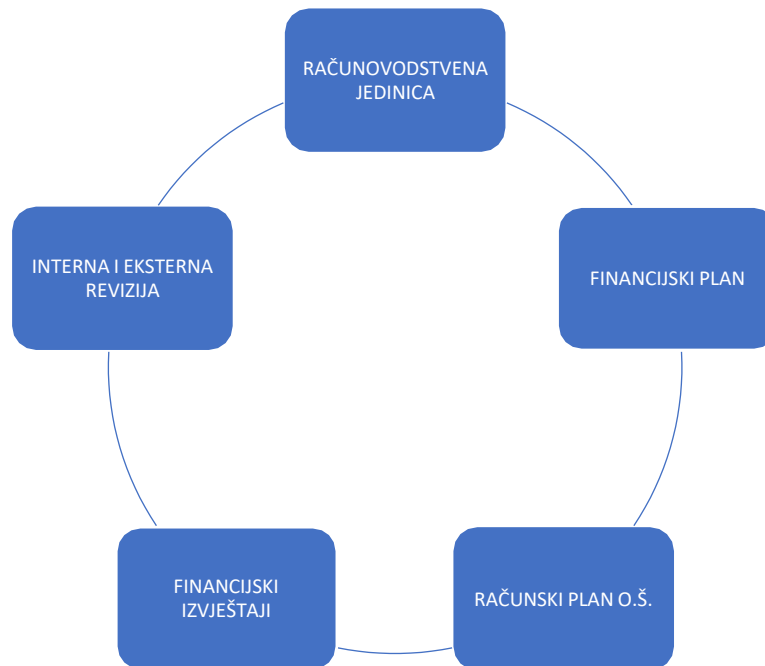 RAČUNOVODSTVENA
JEDINICA
FINANCIJSKI PLAN
RAČUNSKI PLAN O.Š.
FINANCIJSKI
IZVJEŠTAJI
INTERNA I EKSTERNA
REVIZIJA